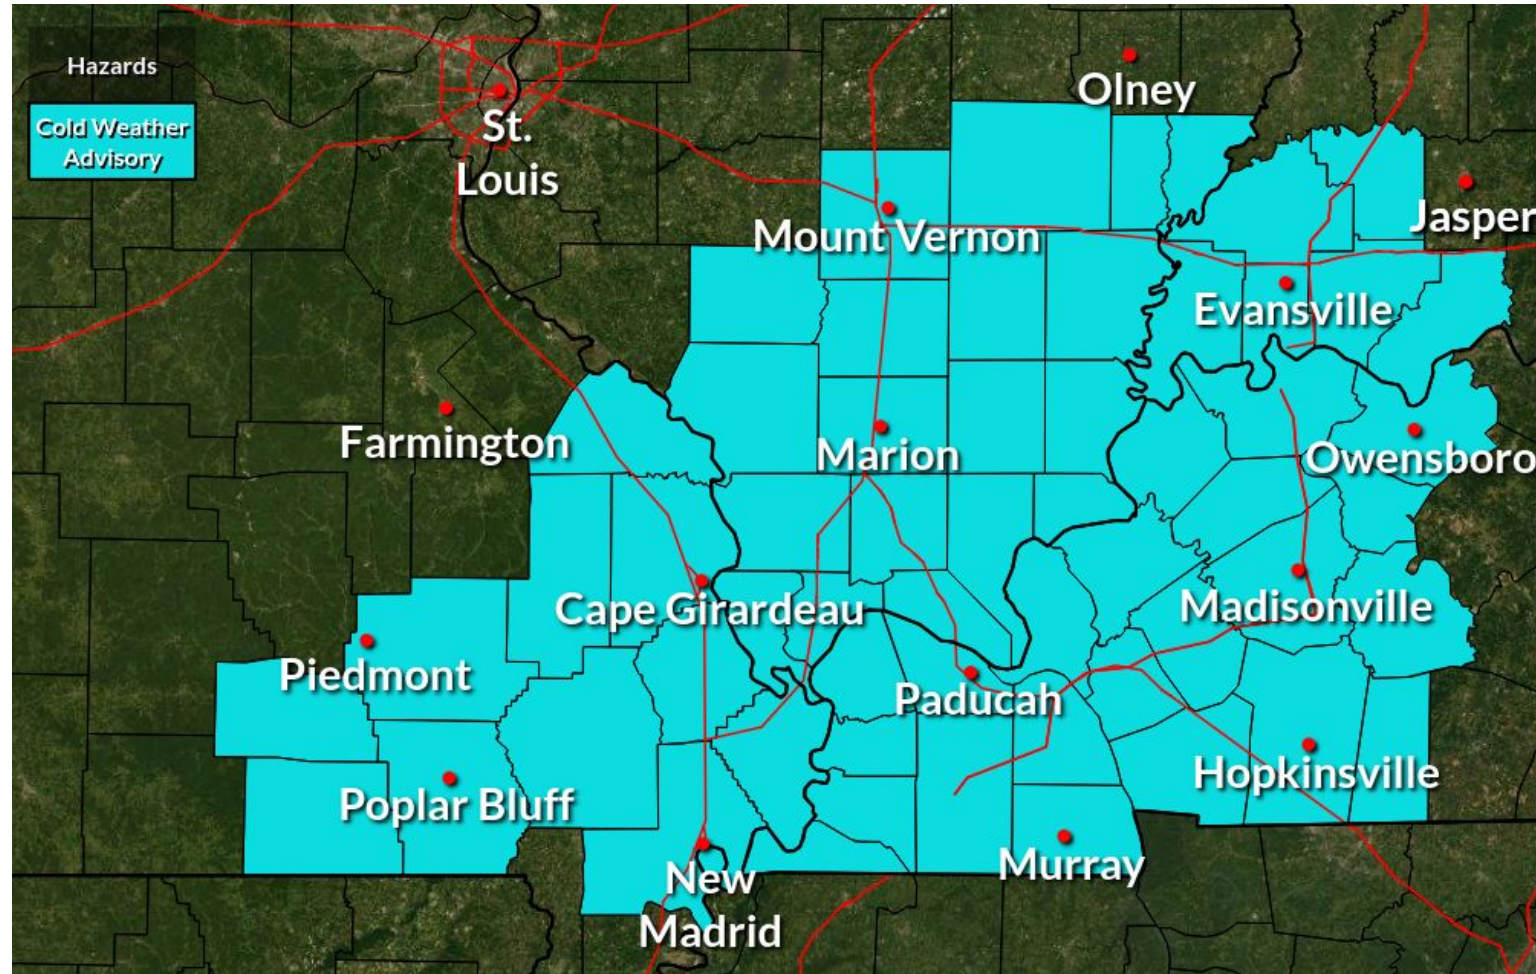 Hazards
Cold Weather
Advisory
Olney
St.
Louis
Jasper
Mount Vernon
Evansville
Farmington
Marion
Owensboro
Cape Girardeau
Madisonville
Piedmont
Paducah
Hopkinsville
Poplar Bluff
Murray
New
Madrid